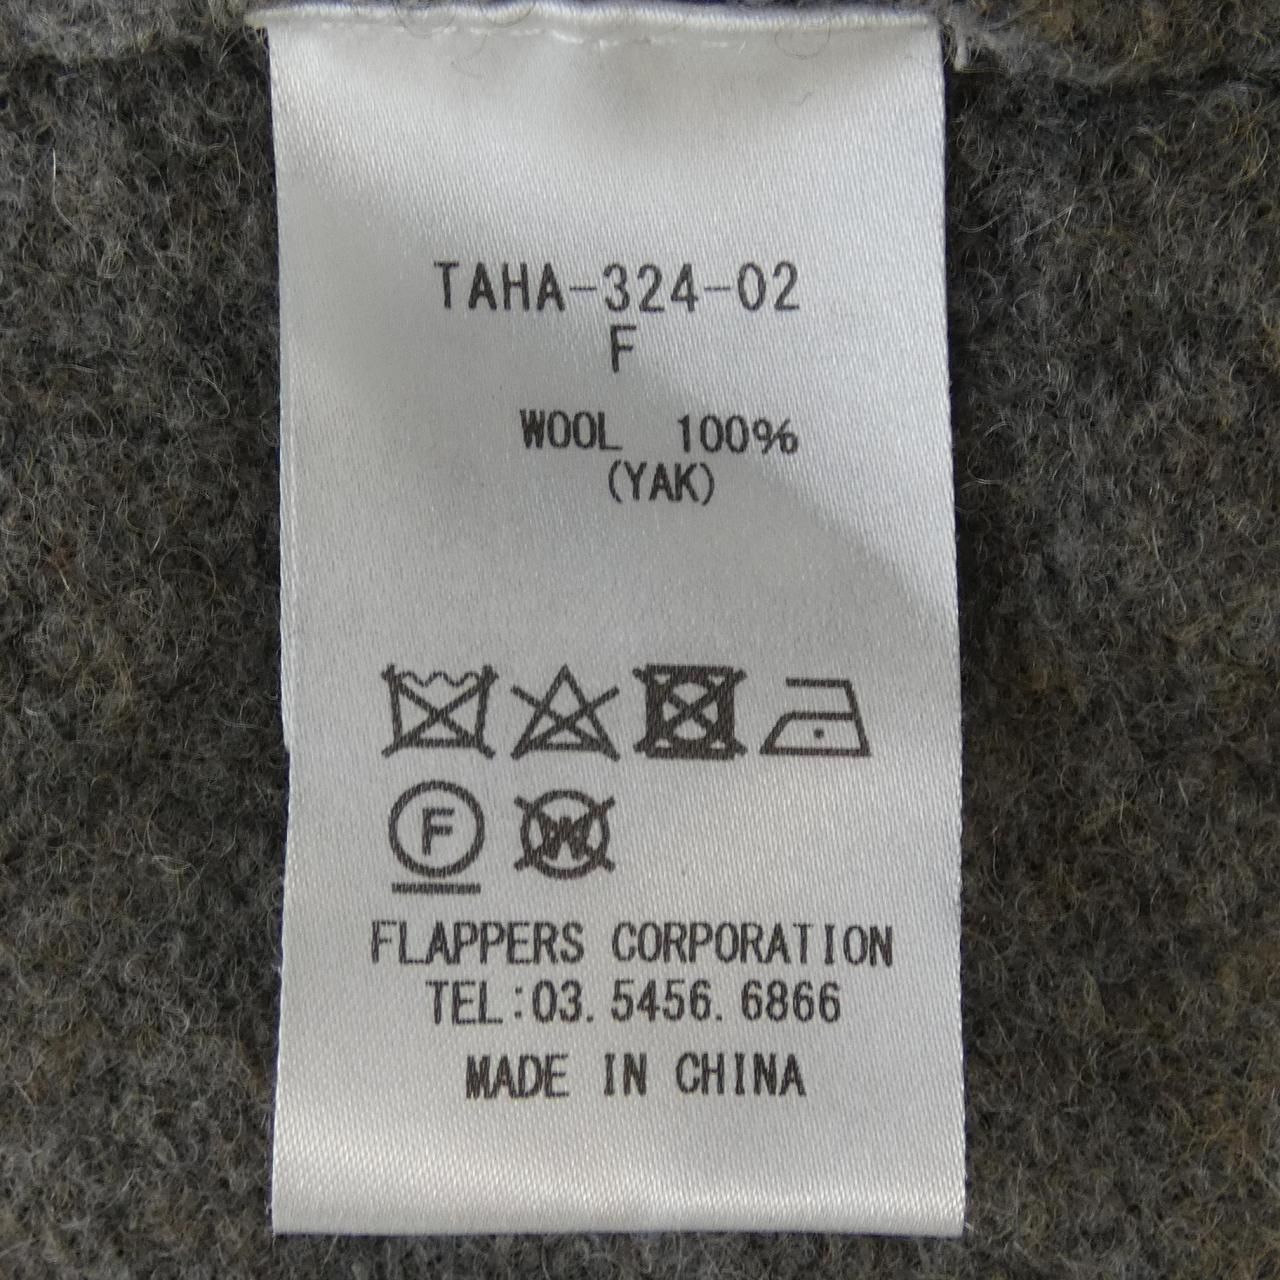 TAHA-324-02
F
WOOL 100%
(YAK)
F
W
FLAPPERS CORPORATION
TEL:03.5456.6866
MADE IN CHINA